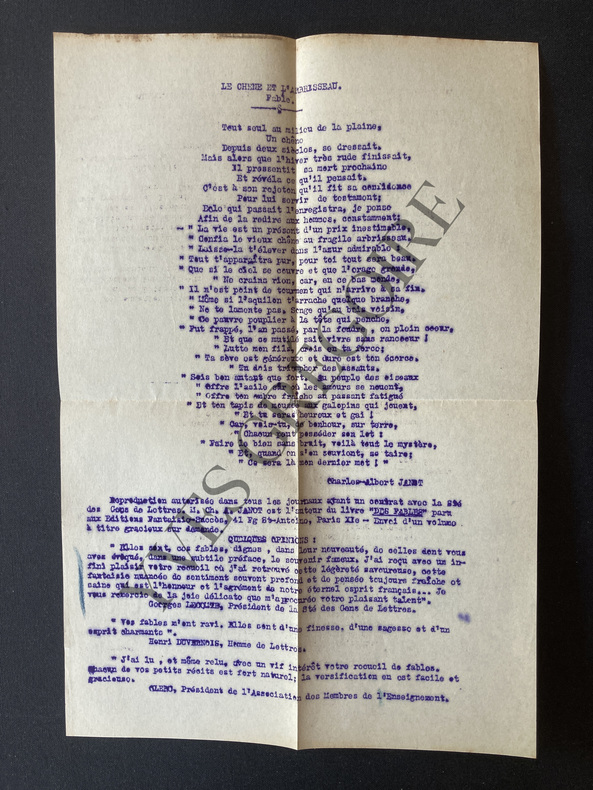 LE CHENE ET L'ARBRISSEAU.
Fable.
Tout seul au milieu de la plaine,
Un chêne
Depuis deux siècles, se dressait.
Mais alors que l'hiver très rude finissait,
Il pressentit sa mort prochaine
Et révéla ce qu'il pensait.
C'ést à son rejeton qu'il fit sa confidence
Pour lui servir de testament;
Eole qui passait l'enregistra, je pense
Afin de la redire aux hommes, constamment;
- " La vie est un présent d'un prix inestimable,
" Confia le vieux chêne au fragile arbrisseau.
" Laisse-la t'élever dans l'azur admirable
" Tout t'apparaîtra pur, pour toi tout sera beau.
" Que si le ciel se couvre et que l'orage gronde,
" Ne crains rien, car, en ce bas monde,
" Il n'est point de tourment qui n'arrive à sa fin.
" Même si l'aquilon t'arrache quelque branche,
" Ne te lamente pas. Songe qu'au bois voisin,
" Ce pauvre peuplier à la tête qui penche,
" Fut frappé, l'an passé, par la foudre, en plein coeur,
" Et que ce mutilé sait vivre sans rancoeur !
" Lutte mon fils, crois en ta force;
" Ta sève est généreuse et dure est ton écorce.
" Tu dois triompher des passants.
" Sois bon autant que fort. Au peuple des oiseaux
" Offre l'asile où les amours se nouent,
" Offre ton ombre fraîche au passant fatigué
" Et ton tapis de mousse aux galopins qui jouent,
" Et tu seras heureux et gai !
" Car, vois-tu, le bonheur, sur terre,
" Chacun peut posséder son lot :
" Faire le bien sans bruit, voilà tout le mystère,
" Et, quand on s'en souvient, se taire;
" Ce sera là mon dernier mot ! "
Charles-Albert JANOT
Reproduction autorisée dans tous les journaux ayant un contrat avec la Sté
des Gens de Lettres. M. Ch. A. JANOT est l'auteur du livre "DES FABLES" paru
aux Editions Fantaisie-Succès, 41 Fg St-Antoine, Paris XIe -- Envoi d'un volume
à titre gracieux sur demande.
QUELQUES OPINIONS :
" Elles sont, ces fables, dignes, dans leur nouveauté, de celles dont vous
avez évoqué, dans une subtile préface, le souvenir fameux. J'ai reçu avec un in-
fini plaisir votre recueil où j'ai retrouvé cette légèreté savoureuse, cette
fantaisie nuancée de sentiment souvent profond et de pensée toujours fraîche et
saine qui est l'honneur et l'agrément de notre éternel esprit français... Je
vous remercie de la joie délicate que m'a procurée votre plaisant talent".
Georges LECOMTE, Président de la Sté des Gens de Lettres.
" Vos fables m'ont ravi. Elles sont d'une finesse, d'une sagesse et d'un
esprit charmants ".
Henri DUVERNOIS, Homme de Lettres.
" J'ai lu , et même relu, avec un vif intérêt votre recueil de fables.
Chacun de vos petits récits est fort naturel; la versification en est facile et
gracieuse.
CLERC, Président de l'Association des Membres de l'Enseignement.
YVES GREGOIRE